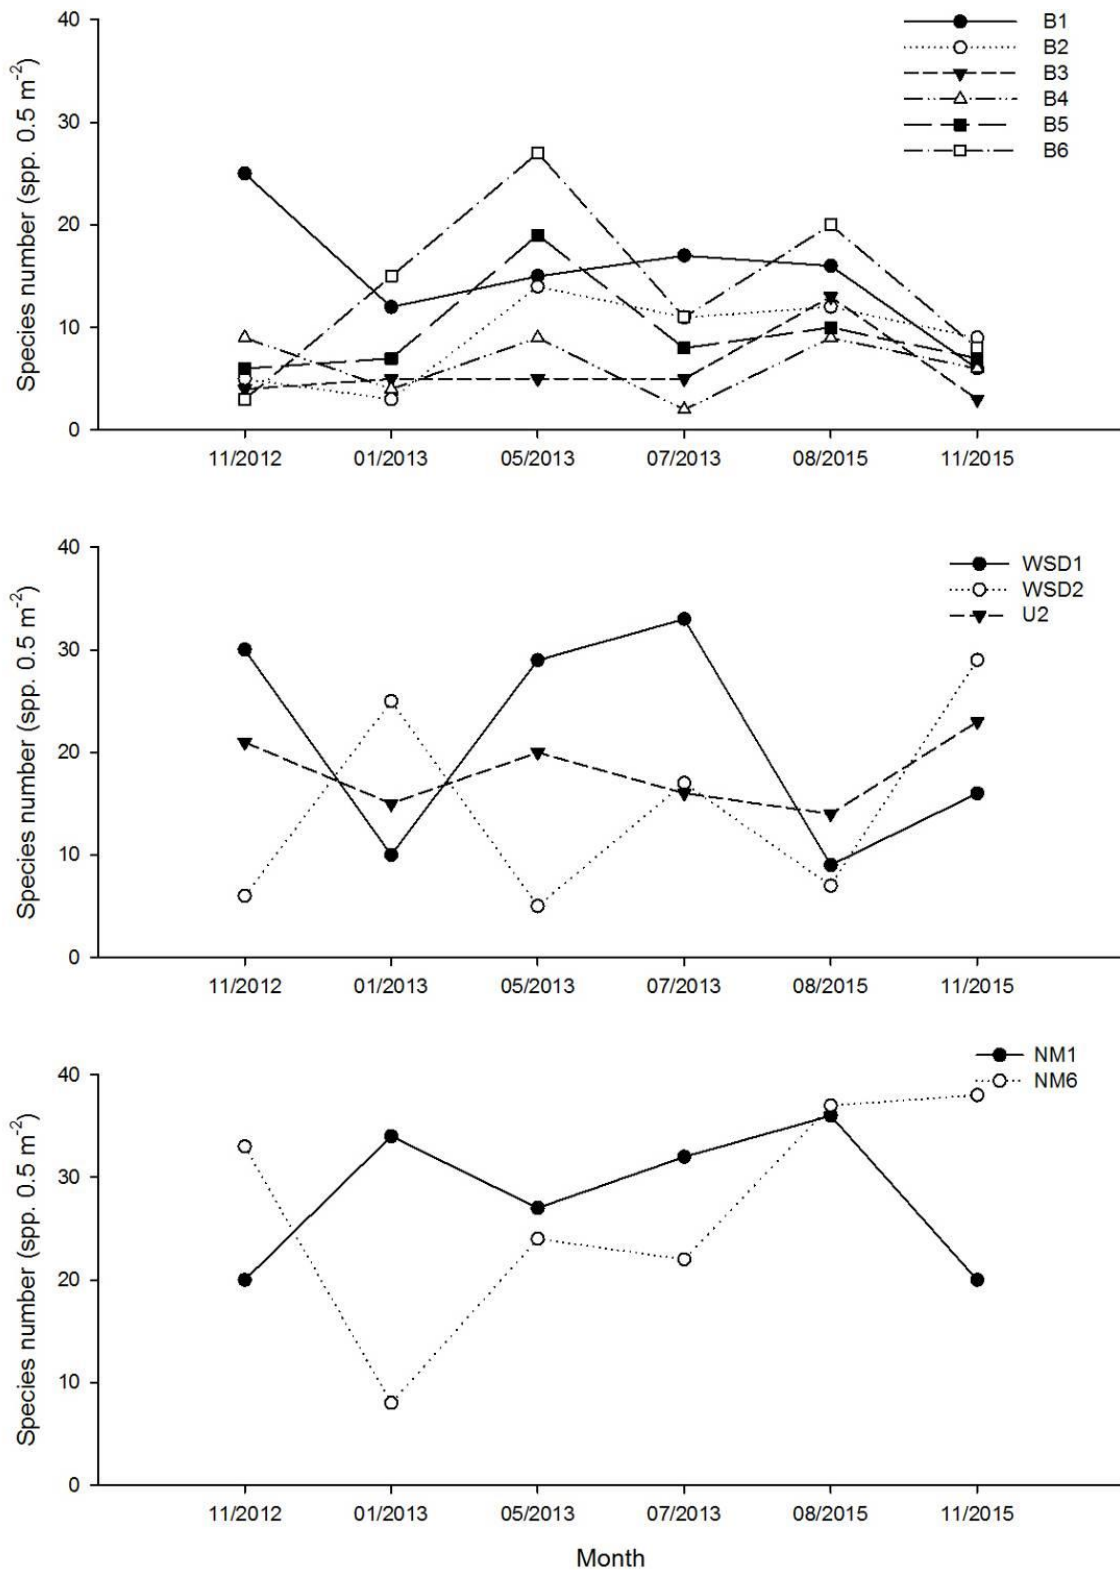 40
30
20
10
0
Species number (spp. 0.5 m-2)
B1
B2
B3
B4
B5
B6
11/2012 01/2013 05/2013 07/2013 08/2015 11/2015
40
30
20
10
0
Species number (spp. 0.5 m-2)
WSD1
WSD2
U2
11/2012 01/2013 05/2013 07/2013 08/2015 11/2015
40
30
20
10
0
Species number (spp. 0.5 m-2)
NM1
NM6
11/2012 01/2013 05/2013 07/2013 08/2015 11/2015
Month